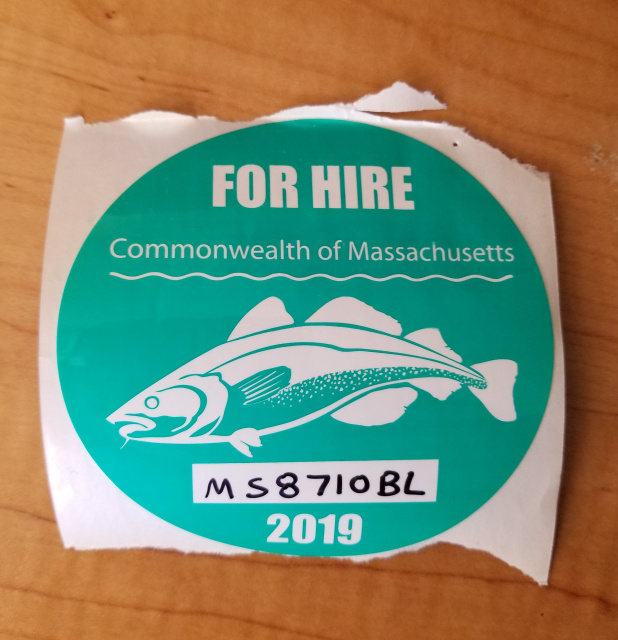 FOR HIRE
Commonwealth of Massachusetts
MS8710BL
2019